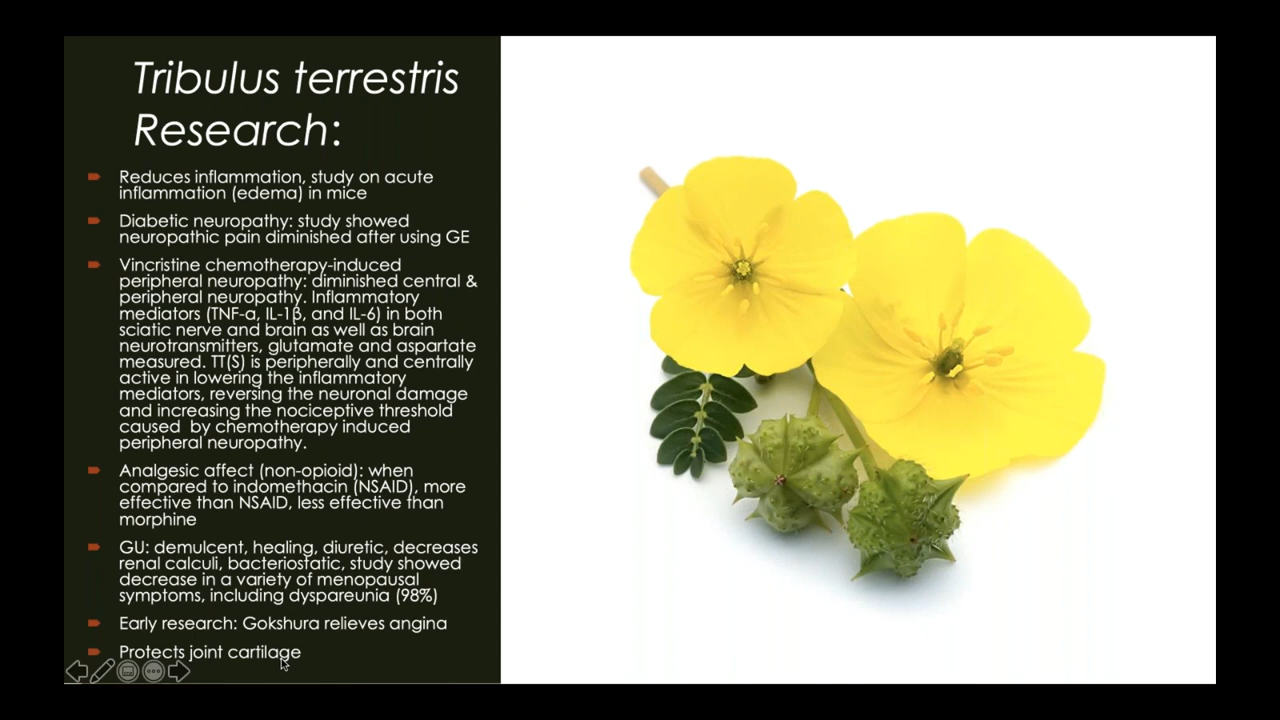 Tribulus terrestris
Research:
Reduces inflammation, study on acute
inflammation (edema) in mice
Diabetic neuropathy: study showed
neuropathic pain diminished after using GE
Vincristine chemotherapy-induced
peripheral neuropathy: diminished central &
peripheral neuropathy. Inflammatory
mediators (TNF-α, IL-1β, and IL-6) in both
sciatic nerve and brain as well as brain
neurotransmitters, glutamate and aspartate
measured. TT(S) is peripherally and centrally
active in lowering the inflammatory
mediators, reversing the neuronal damage
and increasing the nociceptive threshold
caused  by chemotherapy induced
peripheral neuropathy.
Analgesic affect (non-opioid): when
compared to indomethacin (NSAID), more
effective than NSAID, less effective than
morphine
GU: demulcent, healing, diuretic, decreases
renal calculi, bacteriostatic, study showed
decrease in a variety of menopausal
symptoms, including dyspareunia (98%)
Early research: Gokshura relieves angina
Protects joint cartilage